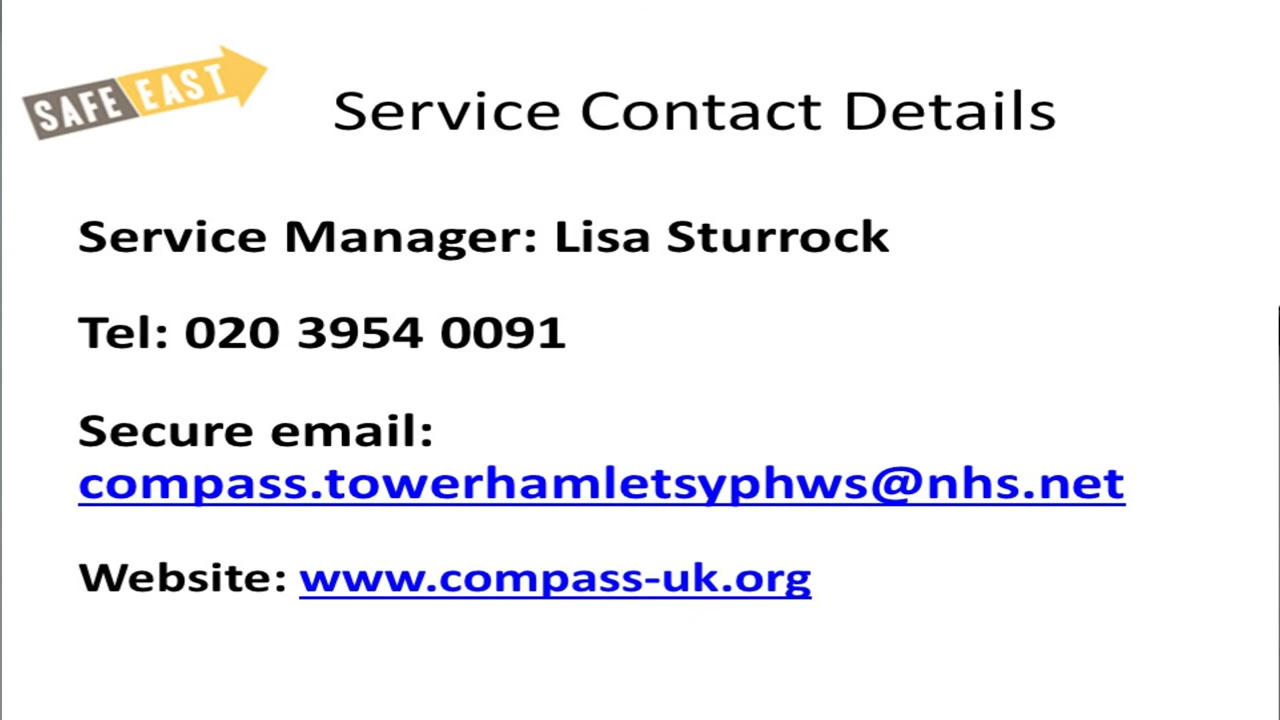 SAFE EAST
Service Contact Details
Service Manager: Lisa Sturrock
Tel: 020 3954 0091
Secure email:
compass.towerhamletsyphws@nhs.net
Website: www.compass-uk.org